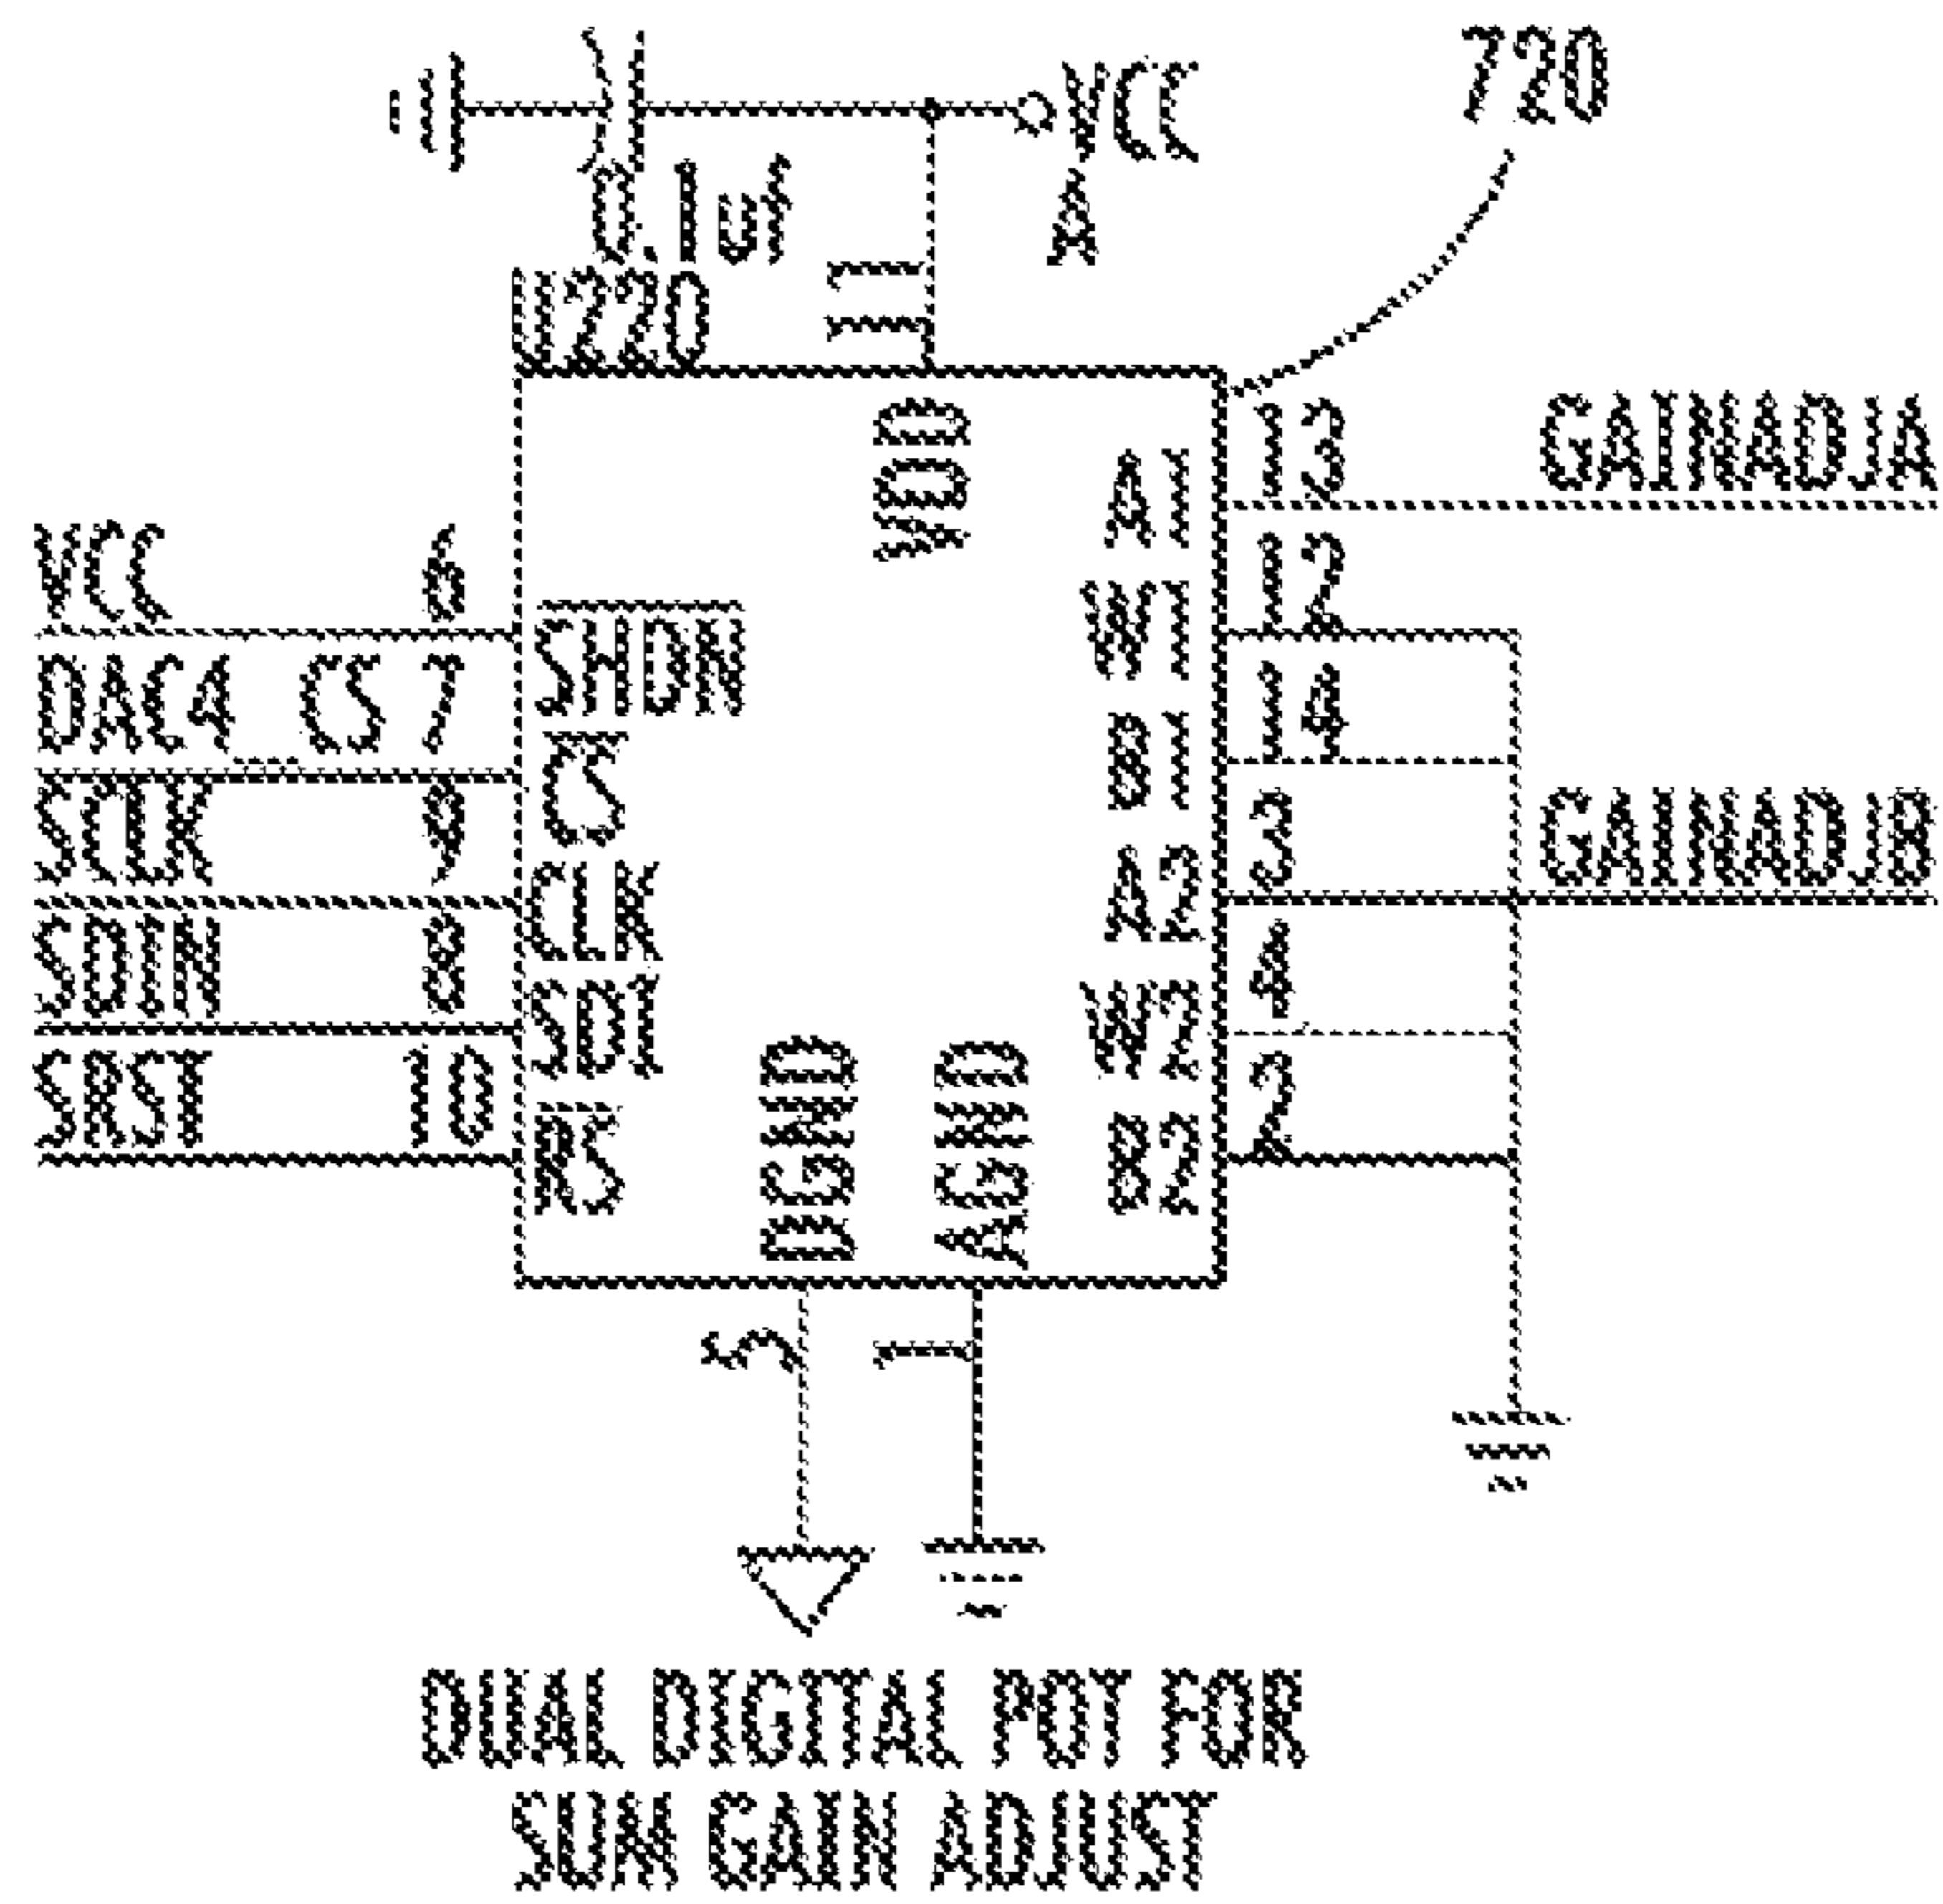 720
VCC
A
0.1uf
U220
11
VDD
13 GAINADJA
A1
VCC 6
12
SHDN
W1
DAC4_CS 7
14
CS
B1
SCLK 9
3 GAINADJB
CLK
A2
SDIN 8
4
SDI
W2
SRST 10
2
RS
DGND
AGND
B2
5
1
DUAL DIGITAL POT FOR
SUM GAIN ADJUST